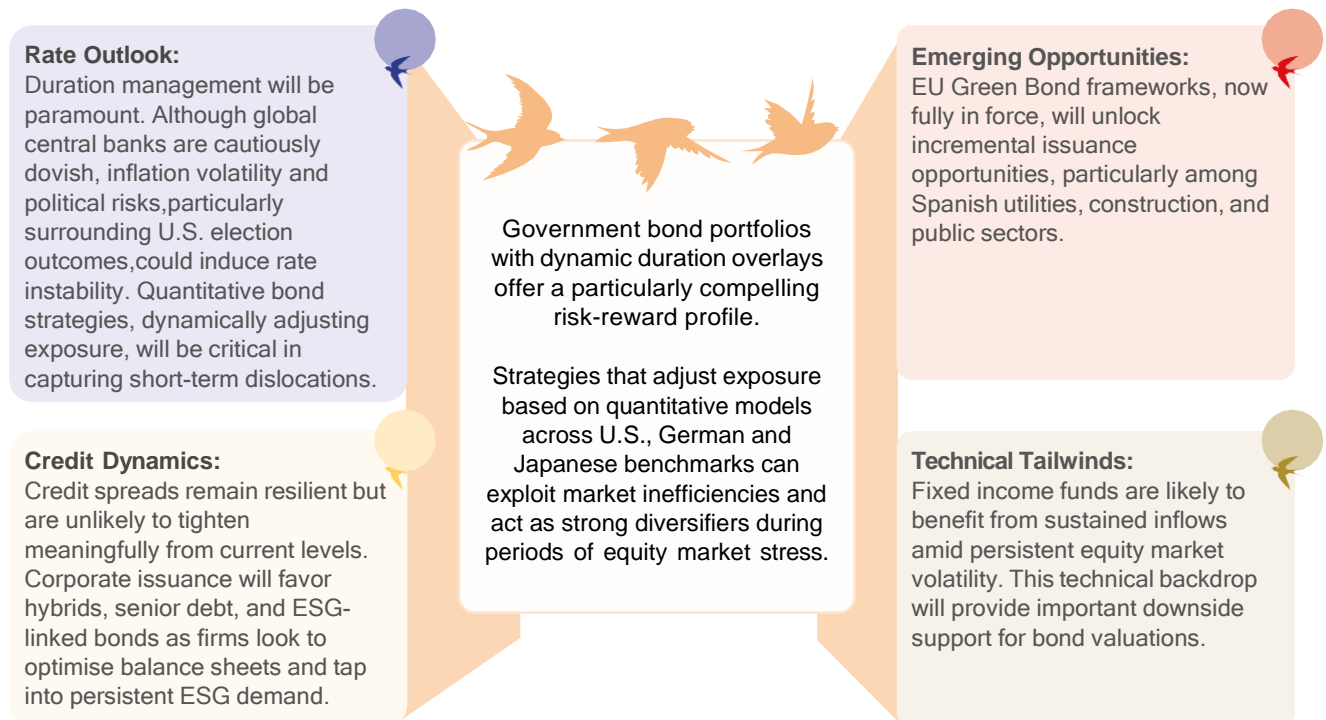 Rate Outlook:
Duration management will be
paramount. Although global
central banks are cautiously
dovish, inflation volatility and
political risks,particularly
surrounding U.S. election
outcomes,could induce rate
instability. Quantitative bond
strategies, dynamically adjusting
exposure, will be critical in
capturing short-term dislocations.
Credit Dynamics:
Credit spreads remain resilient but
are unlikely to tighten
meaningfully from current levels.
Corporate issuance will favor
hybrids, senior debt, and ESG-
linked bonds as firms look to
optimise balance sheets and tap
into persistent ESG demand.
Government bond portfolios
with dynamic duration overlays
offer a particularly compelling
risk-reward profile.
Strategies that adjust exposure
based on quantitative models
across U.S., German and
Japanese benchmarks can
exploit market inefficiencies and
act as strong diversifiers during
periods of equity market stress.
Emerging Opportunities:
EU Green Bond frameworks, now
fully in force, will unlock
incremental issuance
opportunities, particularly among
Spanish utilities, construction, and
public sectors.
Technical Tailwinds:
Fixed income funds are likely to
benefit from sustained inflows
amid persistent equity market
volatility. This technical backdrop
will provide important downside
support for bond valuations.